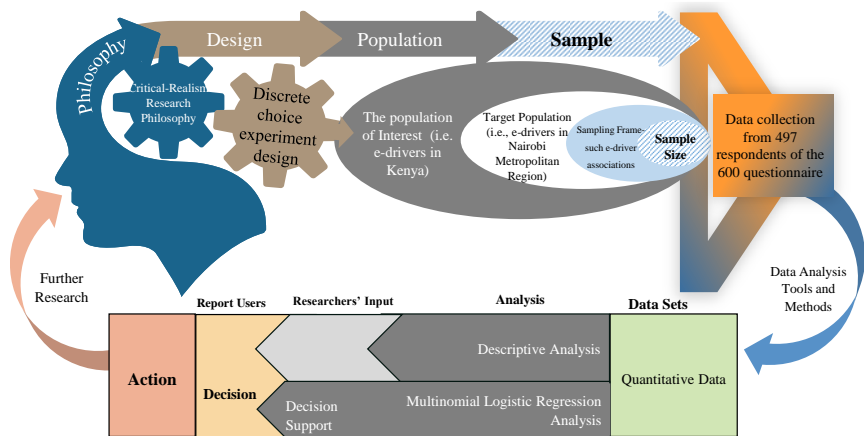 Philosophy
Design
Population
Sample
Critical-Realism
Research
Philosophy
Discrete
choice
experiment
design
The population
of Interest (i.e.
e-drivers in
Kenya)
Target Population
(i.e., e-drivers in
Nairobi
Metropolitan
Region)
Sampling Frame-
such e-driver
associations
Sample
Size
Data collection
from 497
respondents of the
600 questionnaire
Further
Research
Data Analysis
Tools and
Methods
Report Users
Researchers’ Input
Analysis
Data Sets
Action
Decision
Descriptive Analysis
Decision
Support
Multinomial Logistic Regression
Analysis
Quantitative Data